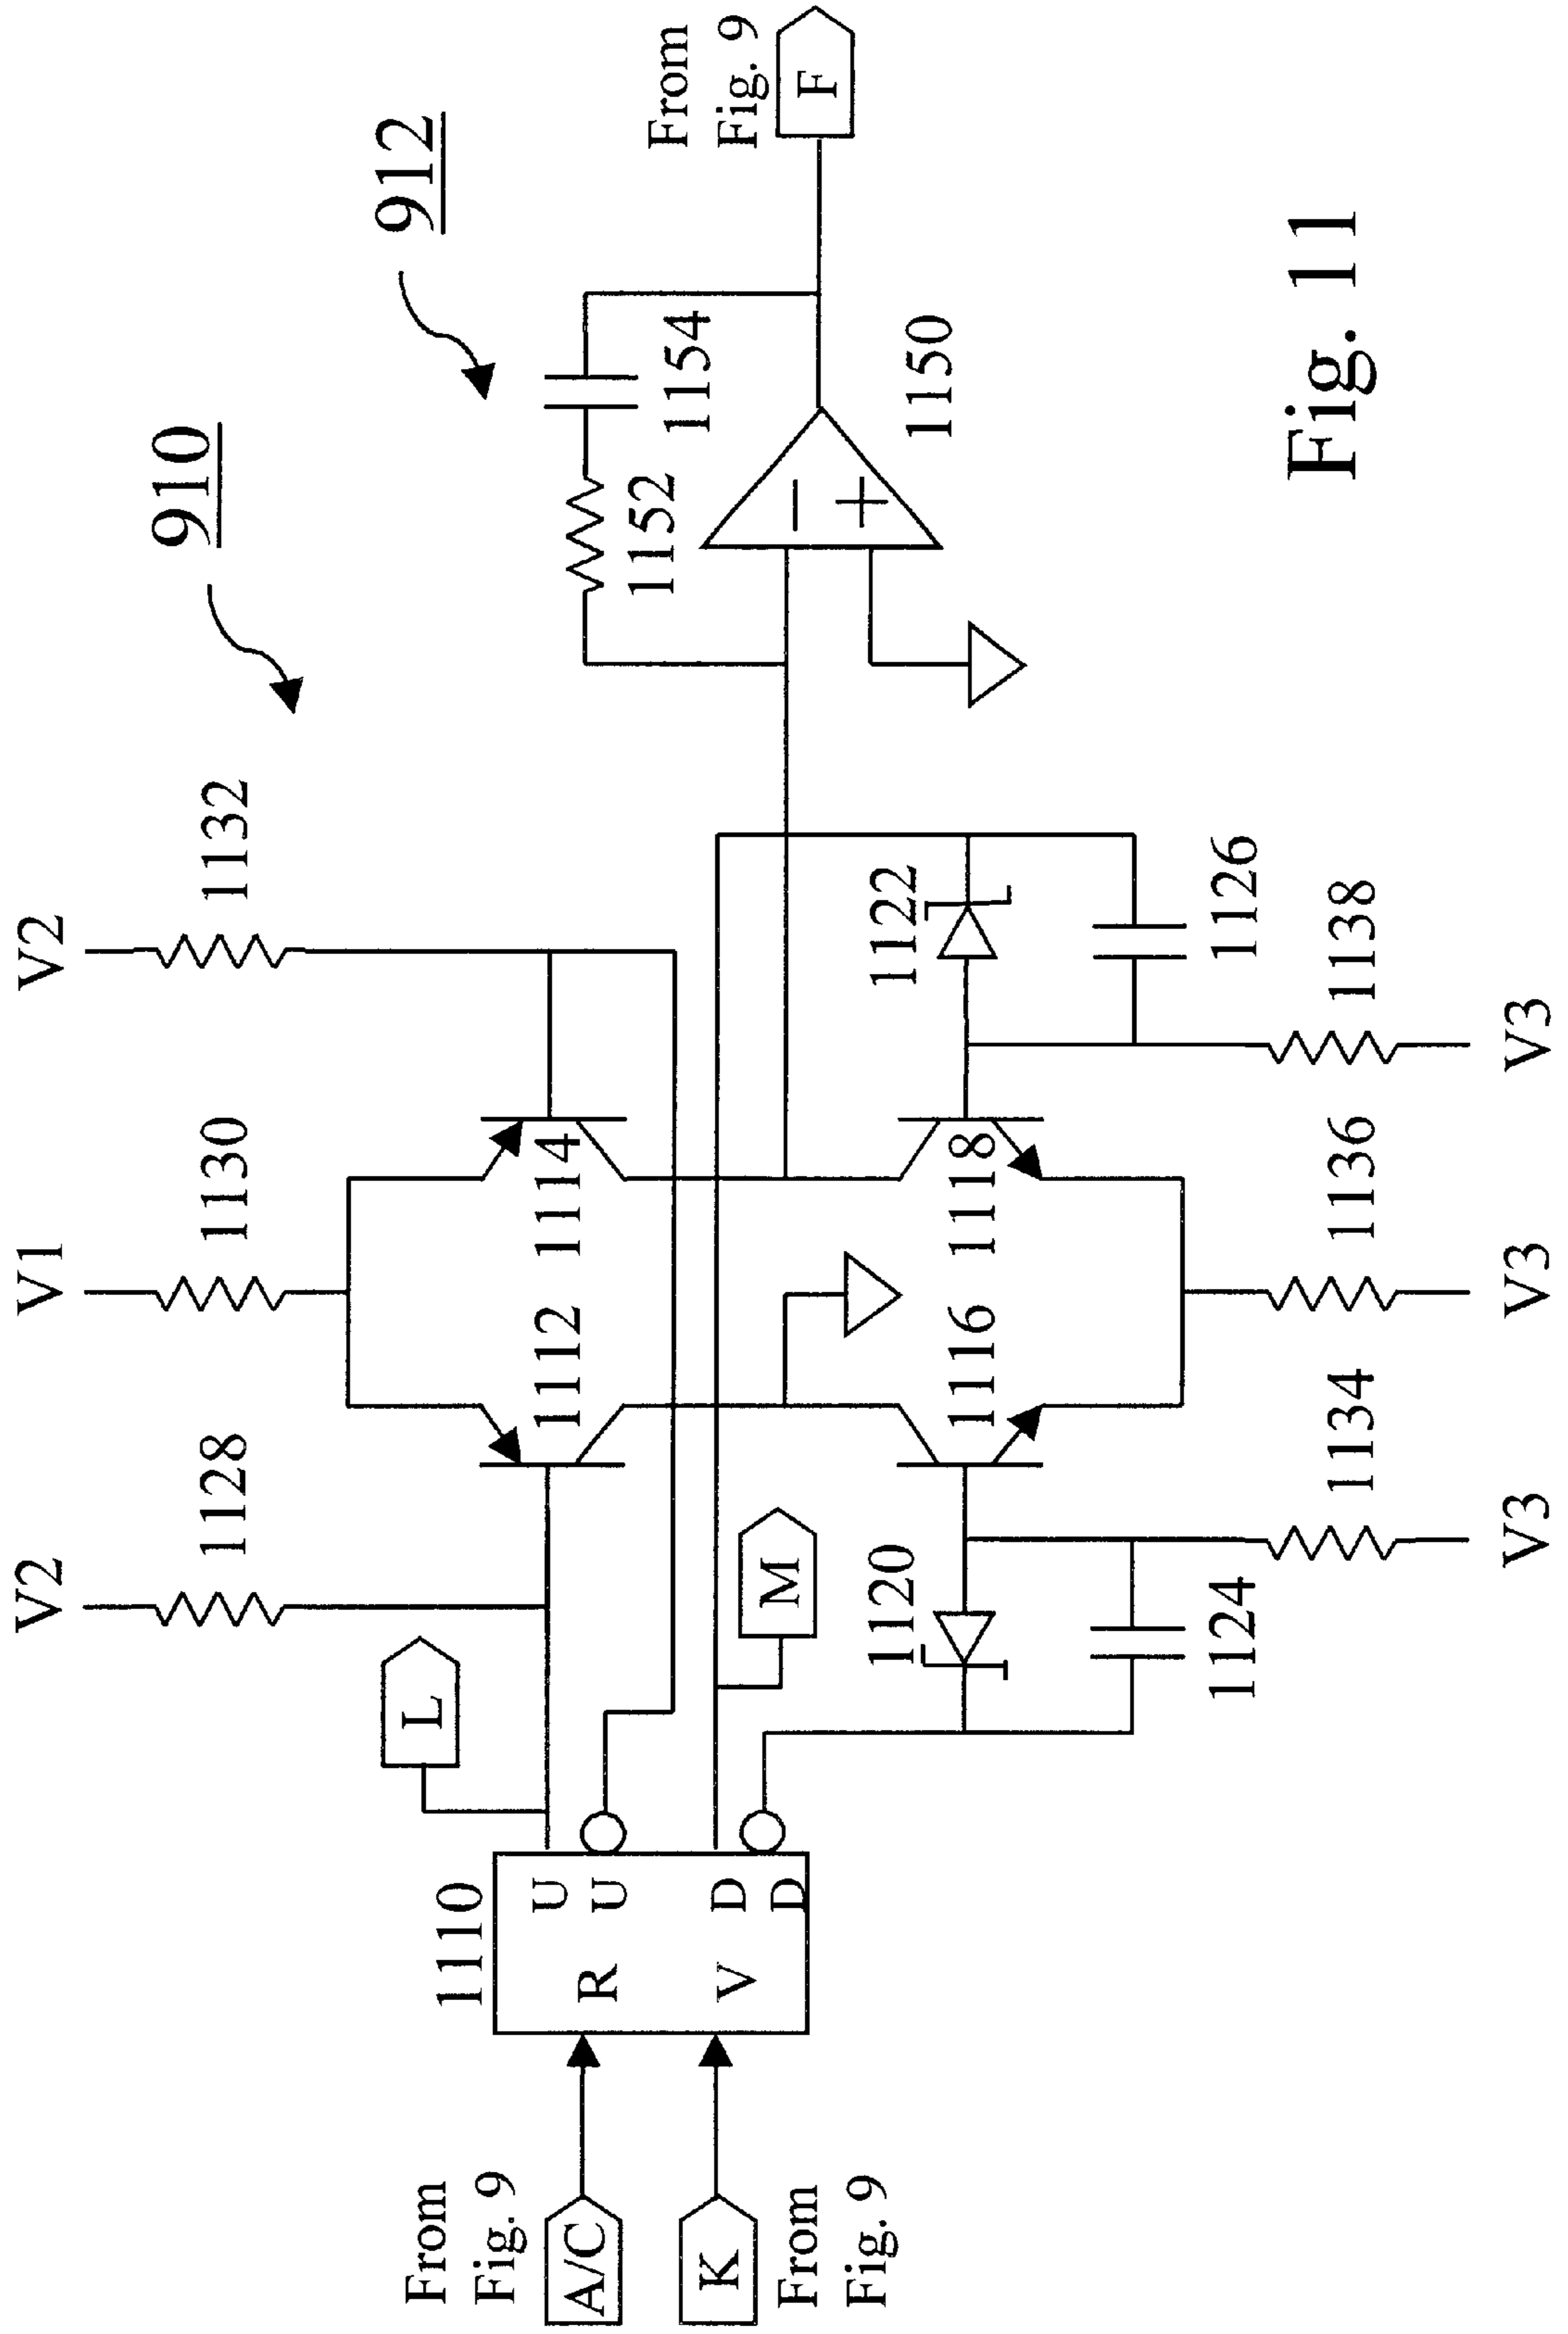 910
912
V2
V1
V2
1128
1130
1132
L
1110
U
U
R
V
D
D
1112
1114
1152
1154
From
Fig. 9
F
From
Fig. 9
A/C
K
From
Fig. 9
M
1150
1120
1116
1118
1122
1124
1126
1134
1136
1138
V3
V3
V3
Fig. 11